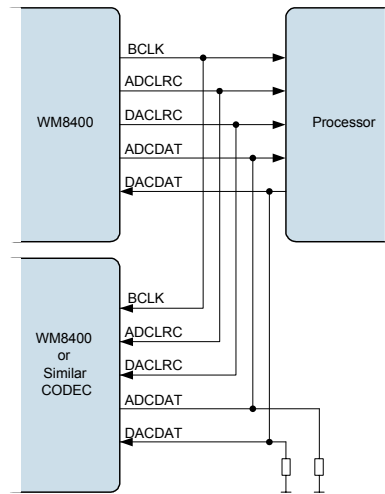 BCLK
ADCLRC
DACLRC
ADCDAT
DACDAT
WM8400
Processor
BCLK
ADCLRC
DACLRC
ADCDAT
DACDAT
WM8400
or
Similar
CODEC